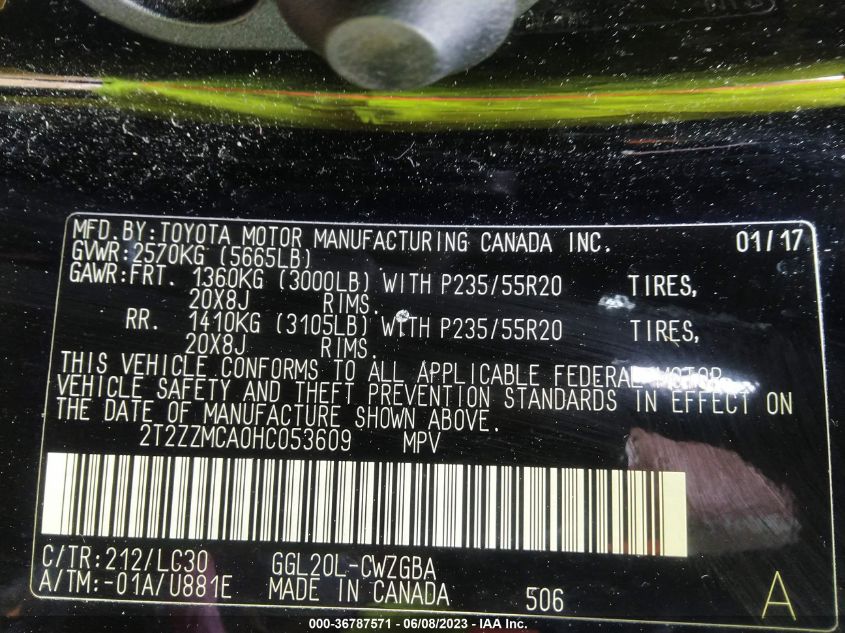 MFD.BY:TOYOTA MOTOR MANUFACTURING CANADA INC. 01/17
GVWR:2570KG (5665LB)
GAWR:FRT. 1360KG (3000LB) WITH P235/55R20 TIRES,
20X8J RIMS.
RR. 1410KG (3105LB) WITH P235/55R20 TIRES,
20X8J RIMS.
THIS VEHICLE CONFORMS TO ALL APPLICABLE FEDERAL MOTOR
VEHICLE SAFETY AND THEFT PREVENTION STANDARDS IN EFFECT ON
THE DATE OF MANUFACTURE SHOWN ABOVE.
2T2ZZMCA0HC053609 MPV
C/TR:212/LC30 GGL20L-CWZGBA
A/TM:-01A/U881E MADE IN CANADA 506 A
000-36787571 - 06/08/2023 - IAA Inc.